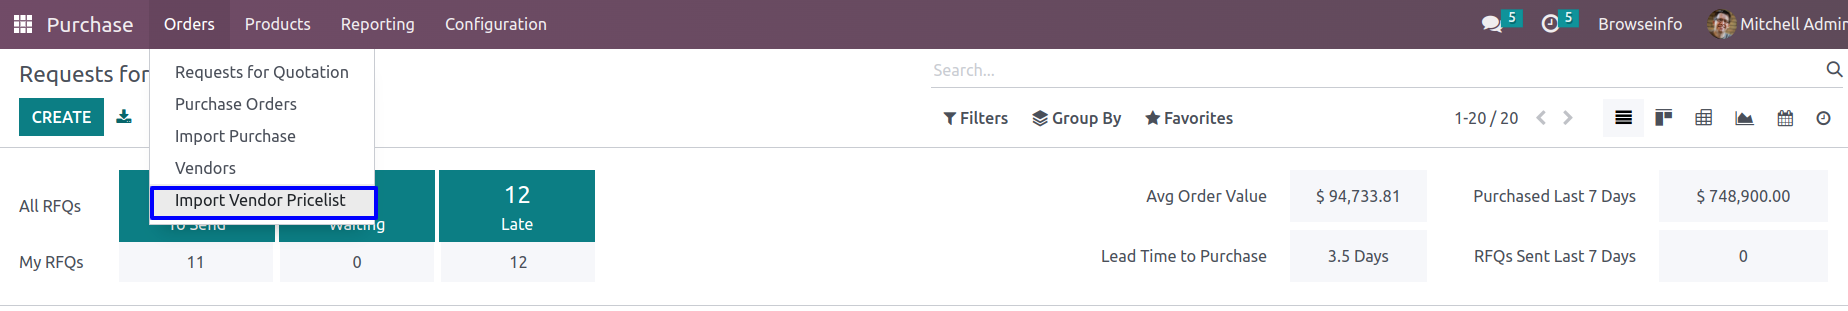 Purchase Orders Products Reporting Configuration 5 5 Browseinfo Mitchell Admin
Requests for
Search...
CREATE
Requests for Quotation
Purchase Orders
Import Purchase
Vendors
Import Vendor Pricelist
Filters Group By Favorites 1-20 / 20
All RFQs To Send Waiting 12 Late
My RFQs 11 0 12
Avg Order Value $ 94,733.81 Purchased Last 7 Days $ 748,900.00
Lead Time to Purchase 3.5 Days RFQs Sent Last 7 Days 0